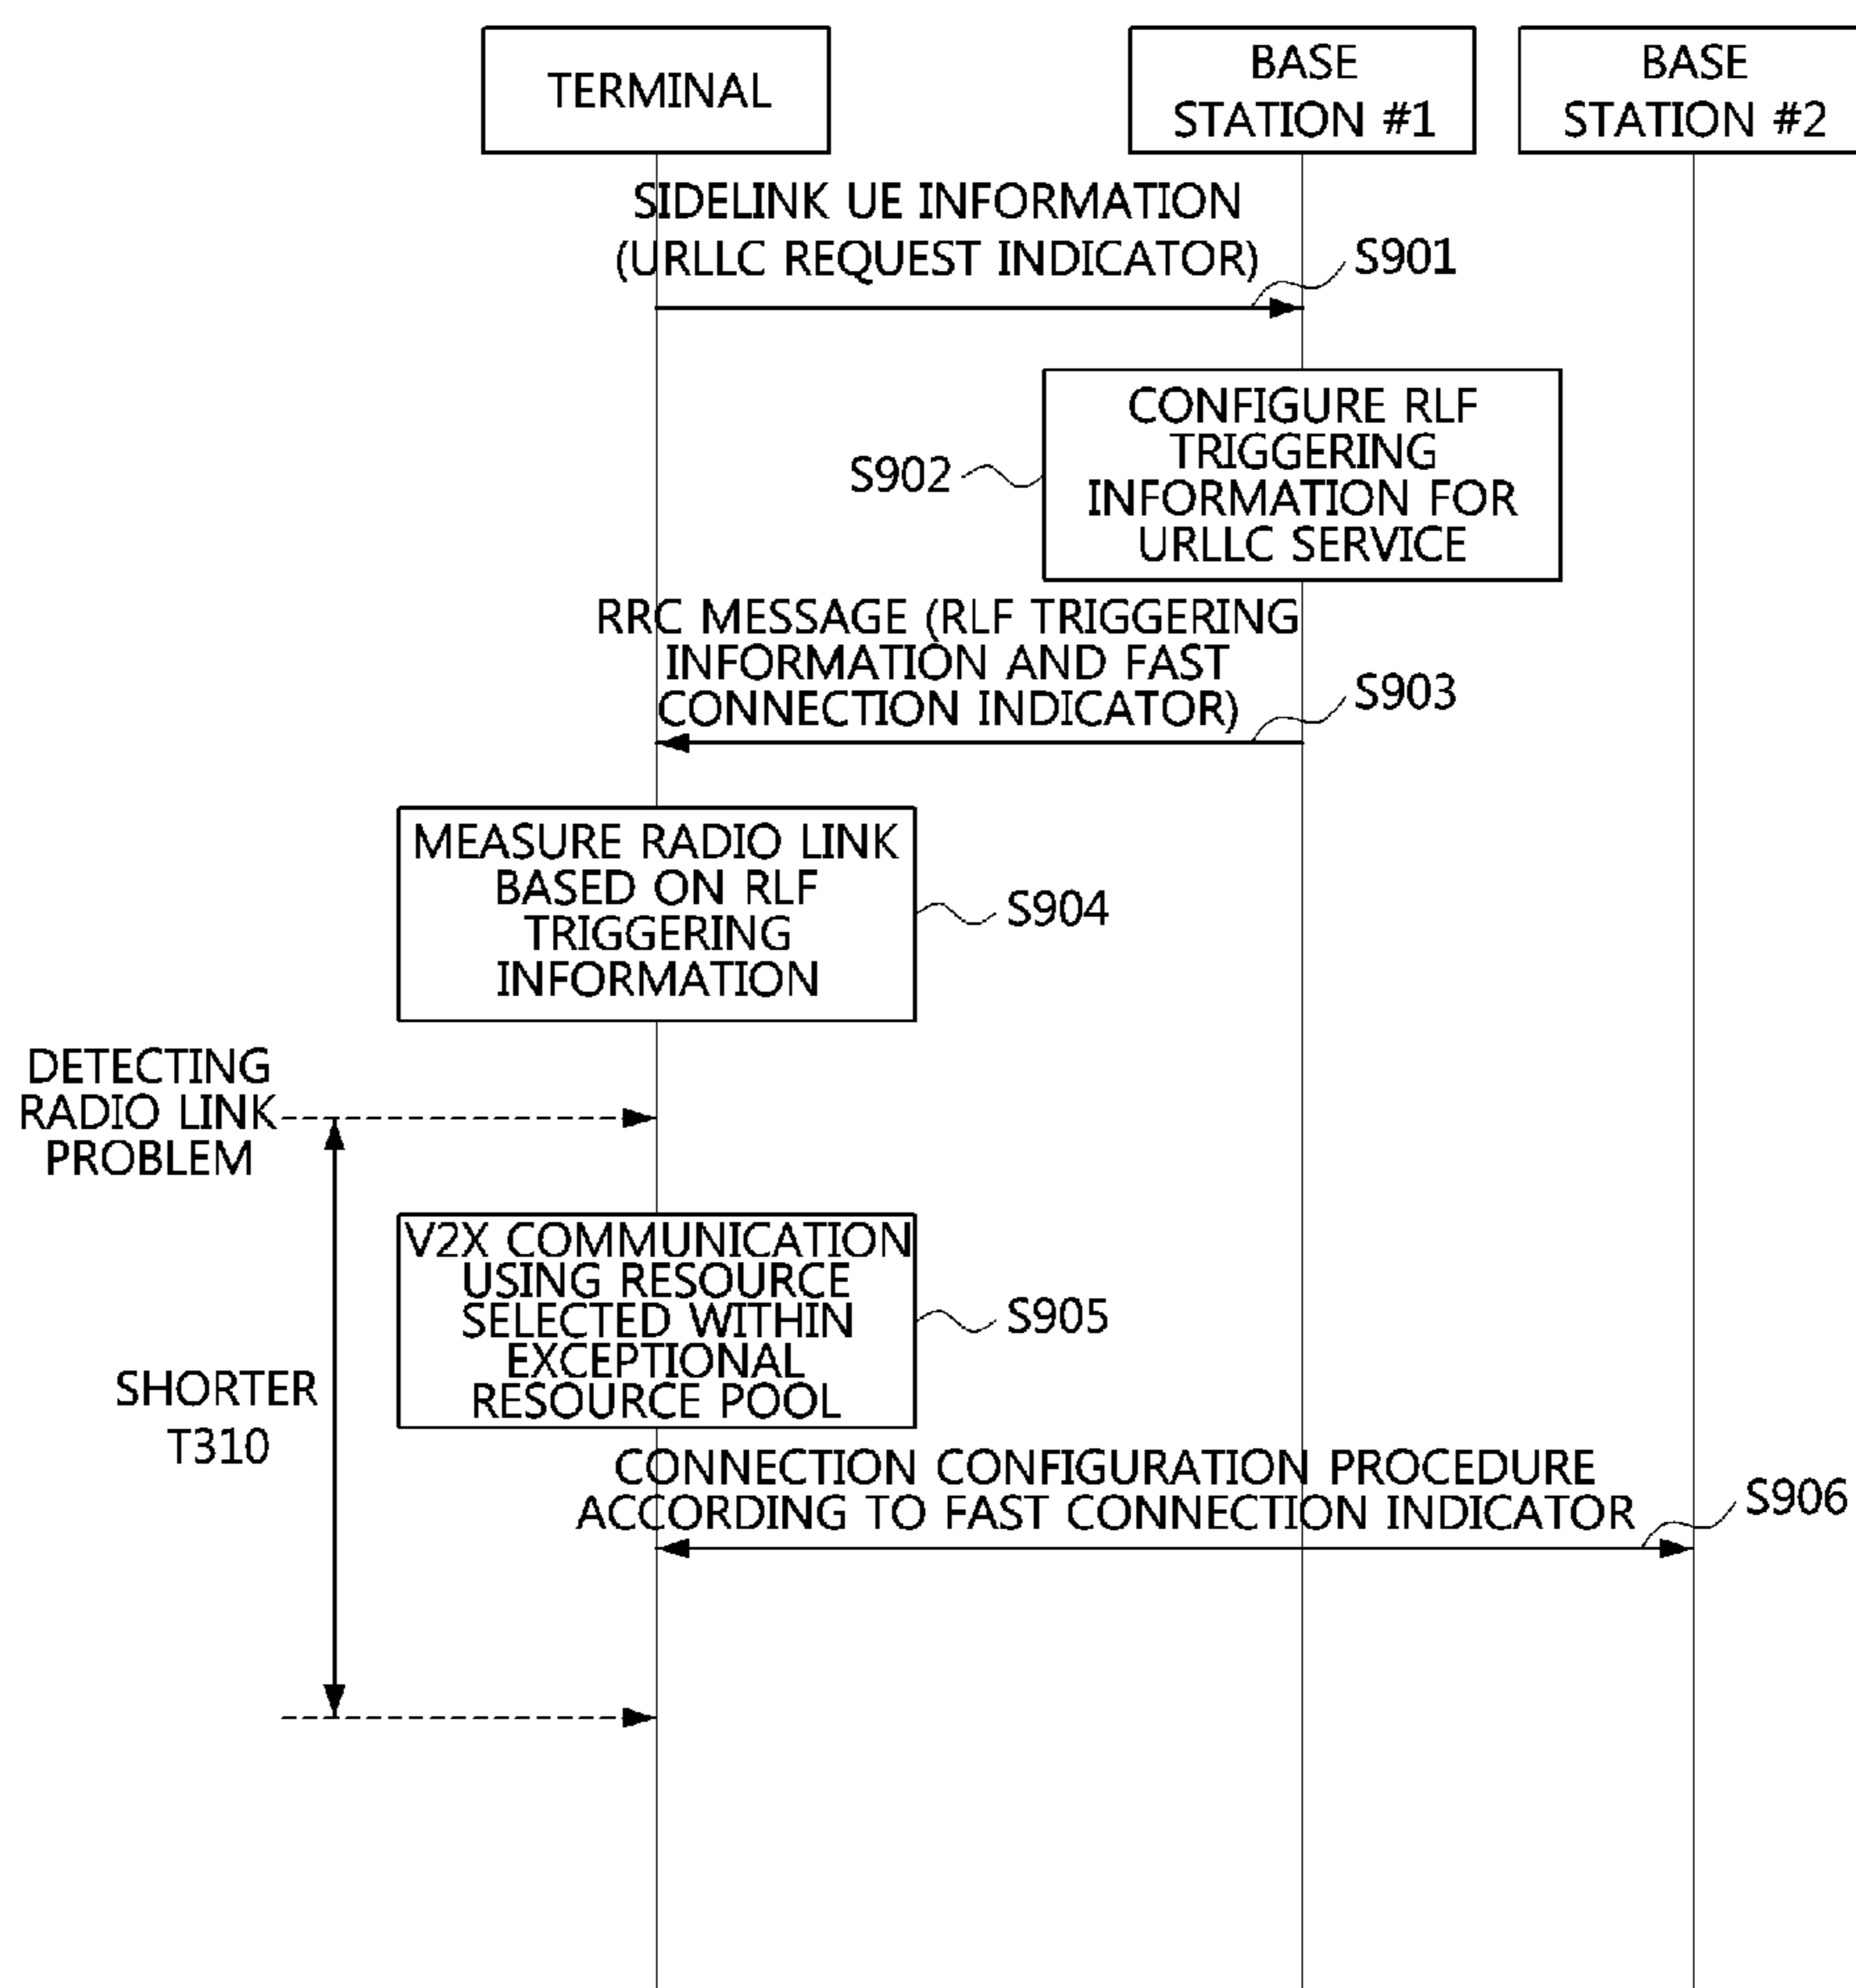 TERMINAL
BASE
STATION #1
BASE
STATION #2
SIDELINK UE INFORMATION
(URLLC REQUEST INDICATOR)
S901
CONFIGURE RLF
TRIGGERING
INFORMATION FOR
URLLC SERVICE
S902
RRC MESSAGE (RLF TRIGGERING
INFORMATION AND FAST
CONNECTION INDICATOR)
S903
MEASURE RADIO LINK
BASED ON RLF
TRIGGERING
INFORMATION
S904
DETECTING
RADIO LINK
PROBLEM
V2X COMMUNICATION
USING RESOURCE
SELECTED WITHIN
EXCEPTIONAL
RESOURCE POOL
S905
SHORTER
T310
CONNECTION CONFIGURATION PROCEDURE
ACCORDING TO FAST CONNECTION INDICATOR
S906